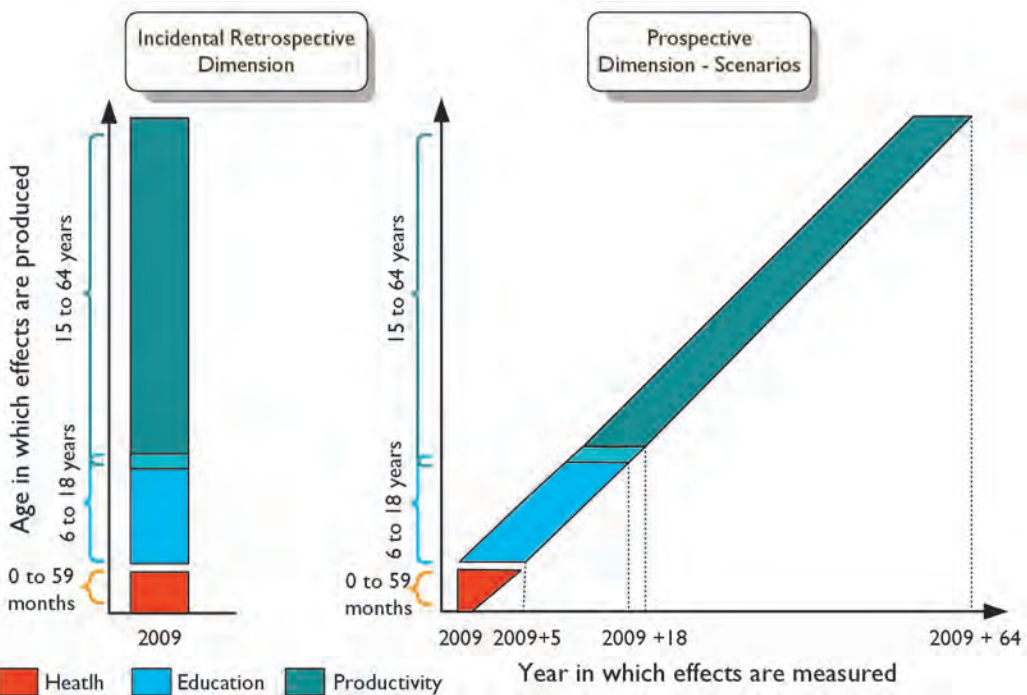 Incidental Retrospective
Dimension
Prospective
Dimension - Scenarios
Age in which effects are produced
15 to 64 years
6 to 18 years
0 to 59
months
2009
15 to 64 years
6 to 18 years
0 to 59
months
2009
2009+5
2009 +18
2009 + 64
Year in which effects are measured
Heatlh
Education
Productivity